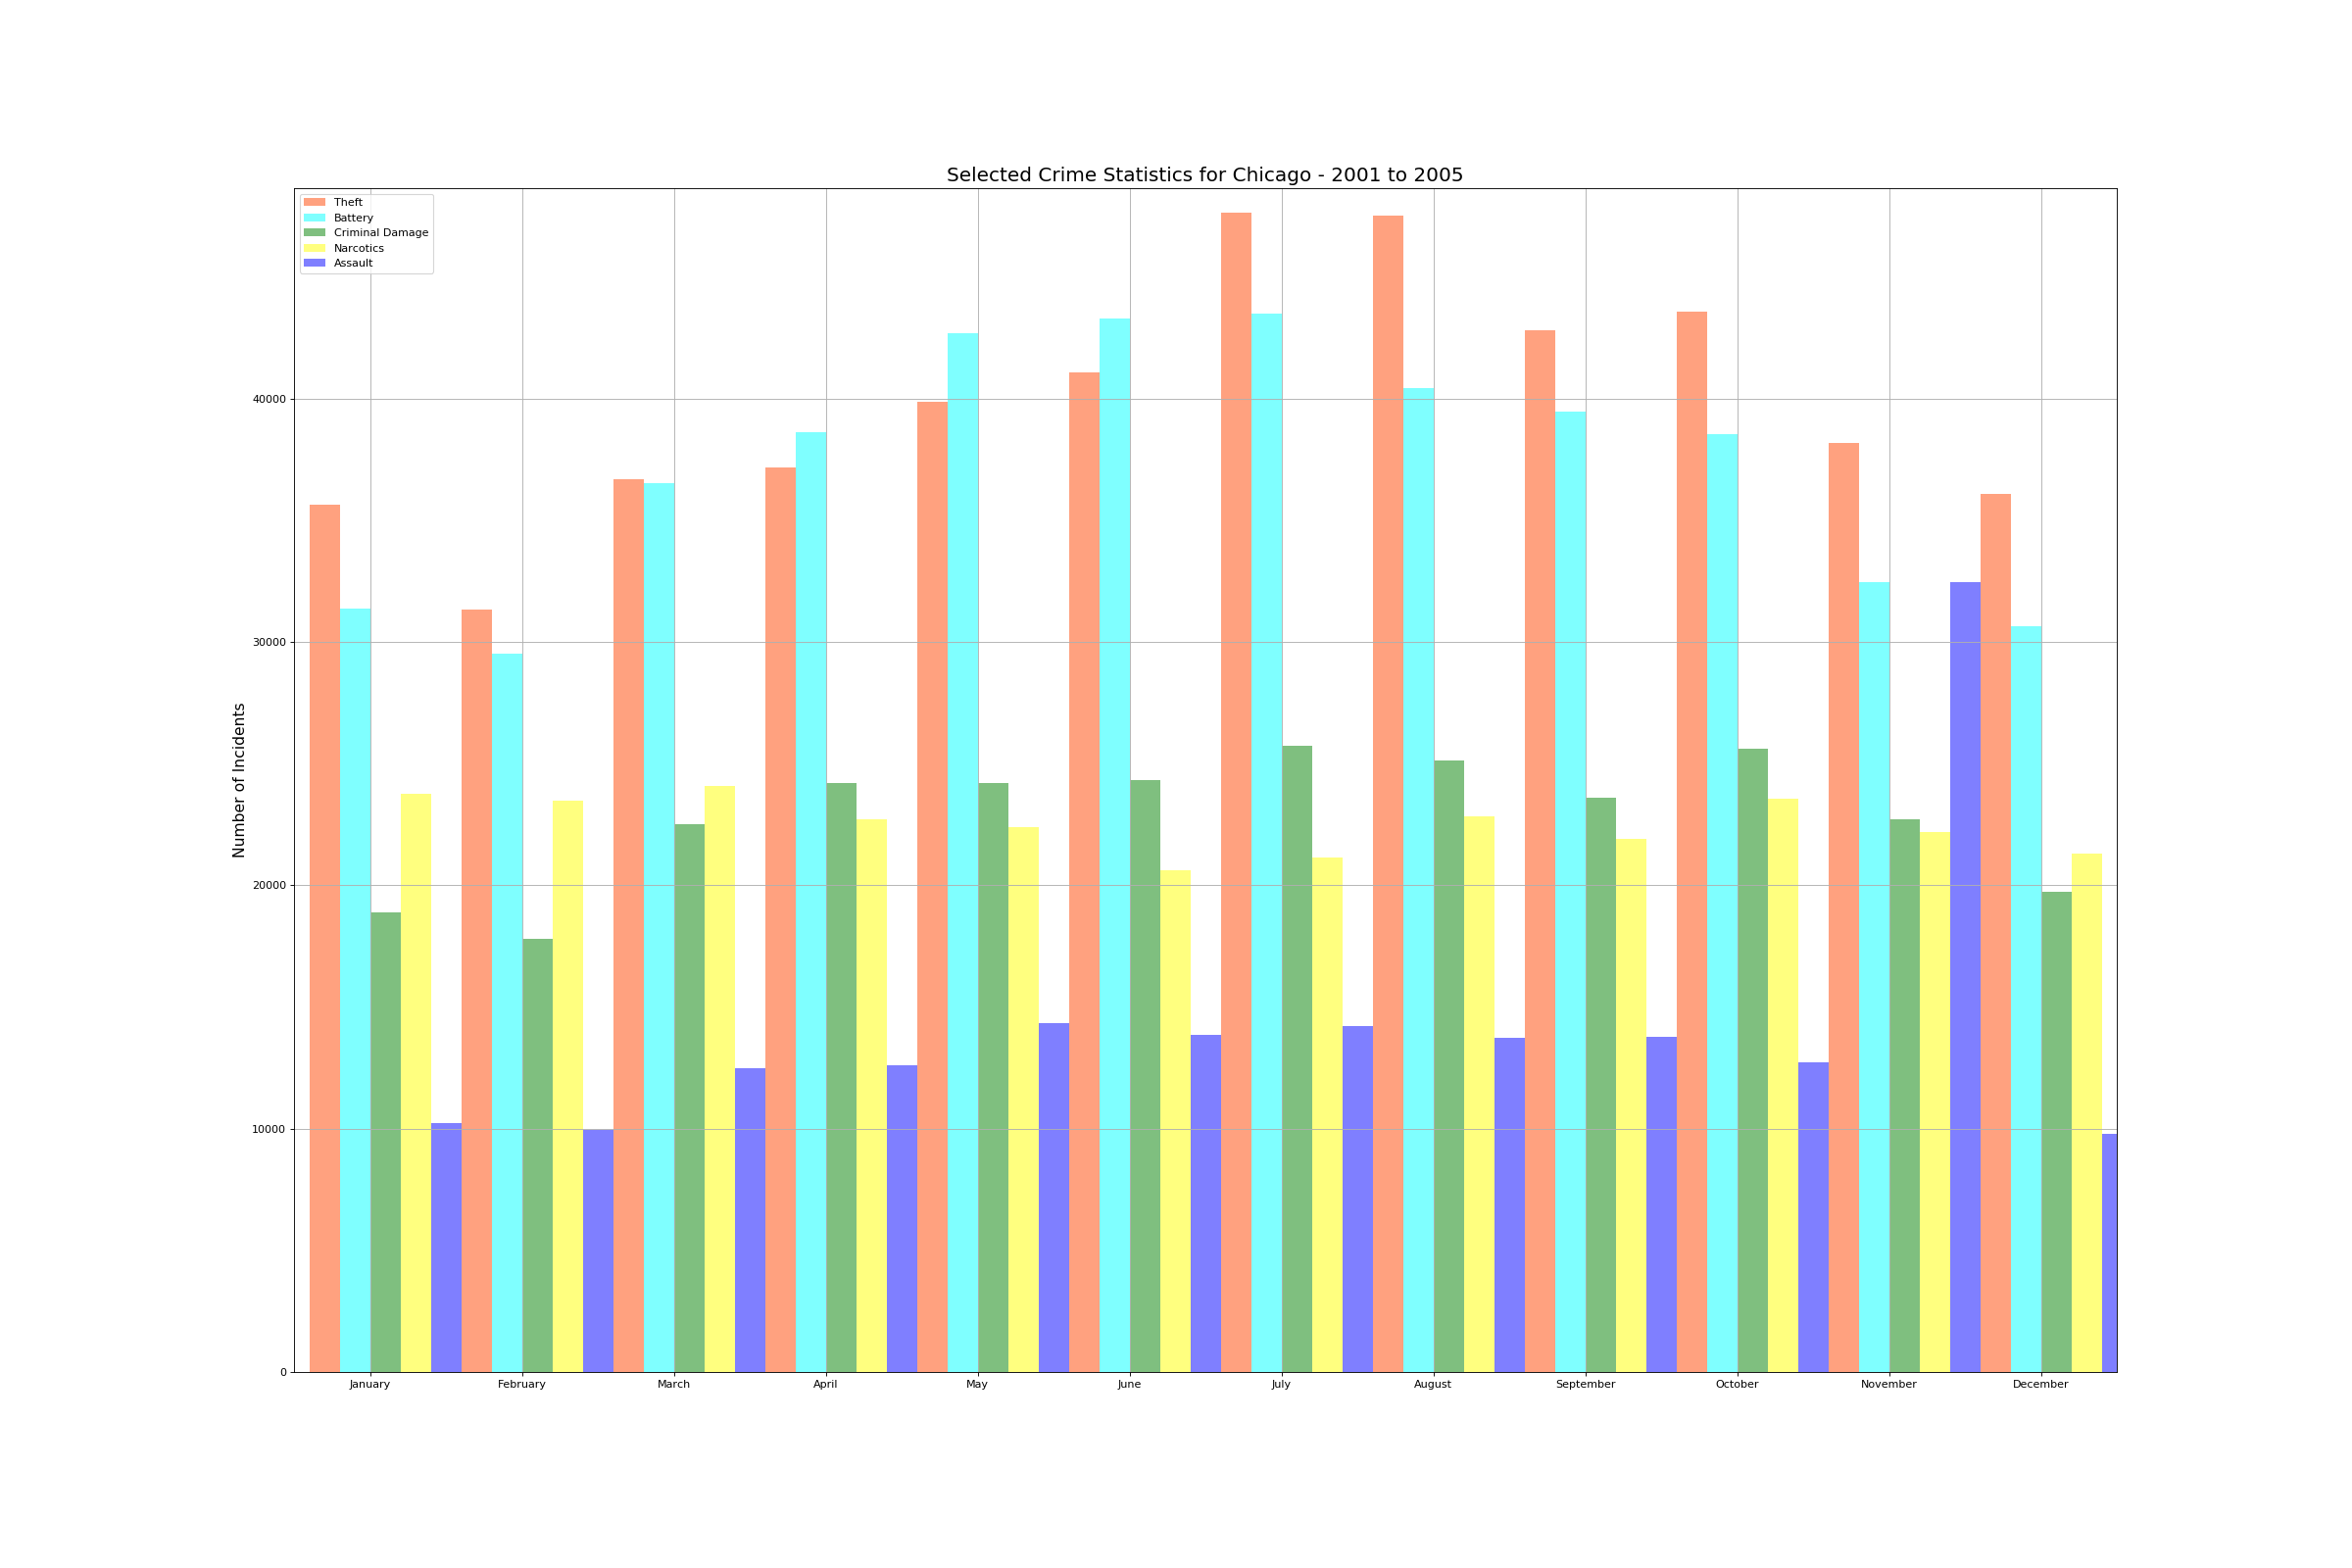 Selected Crime Statistics for Chicago - 2001 to 2005
Theft
Battery
Criminal Damage
Narcotics
Assault
Number of Incidents
40000
30000
20000
10000
0
January February March April May June July August September October November December